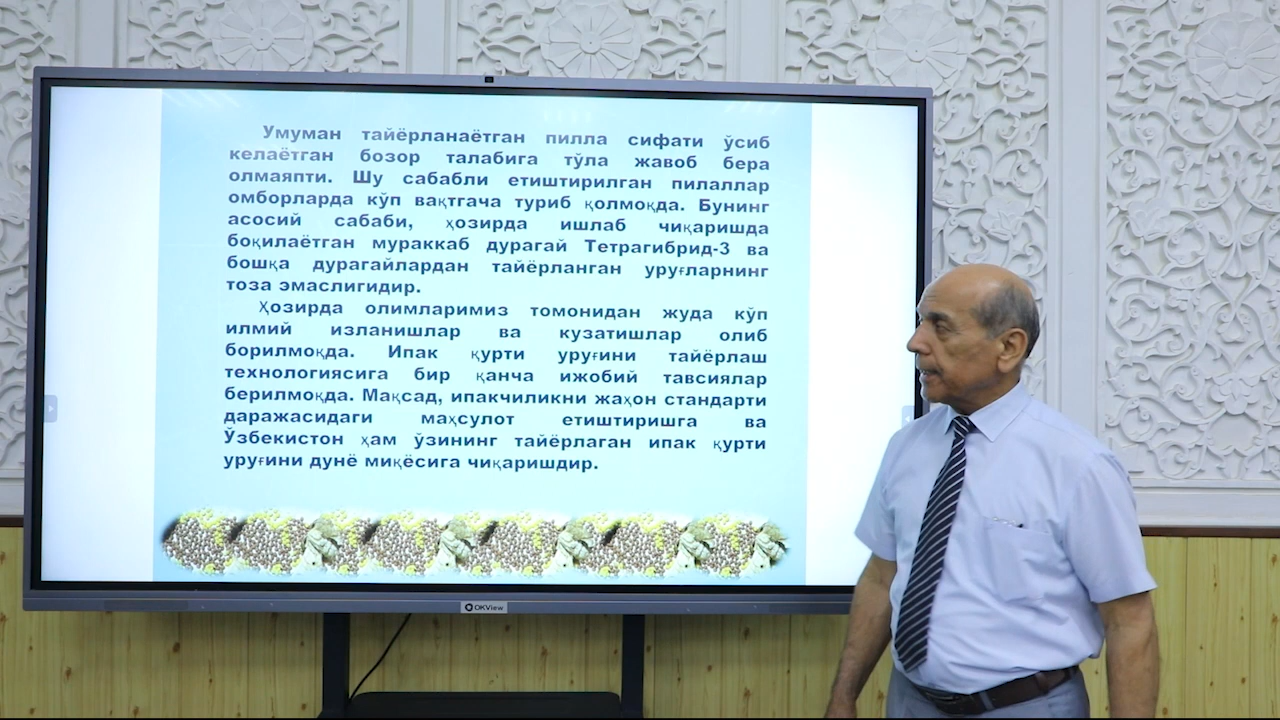 Умуман тайёрланаётган пилла сифати ўсиб
келаётган бозор талабига тўла жавоб бера
олмаяпти. Шу сабабли етиштирилган пилаллар
омборларда кўп вақтгача туриб қолмоқда. Бунинг
асосий сабаби, ҳозирда ишлаб чиқаришда
боқилаётган мураккаб дурагай Тетрагибрид-3 ва
бошқа дурагайлардан тайёрланган уруғларнинг
тоза эмаслигидир.
Ҳозирда олимларимиз томонидан жуда кўп
илмий изланишлар ва кузатишлар олиб
борилмоқда. Ипак қурти уруғини тайёрлаш
технологиясига бир қанча ижобий тавсиялар
берилмоқда. Мақсад, ипакчиликни жаҳон стандарти
даражасидаги маҳсулот етиштиришга ва
Ўзбекистон ҳам ўзининг тайёрлаган ипак қурти
уруғини дунё миқёсига чиқаришдир.
OKView